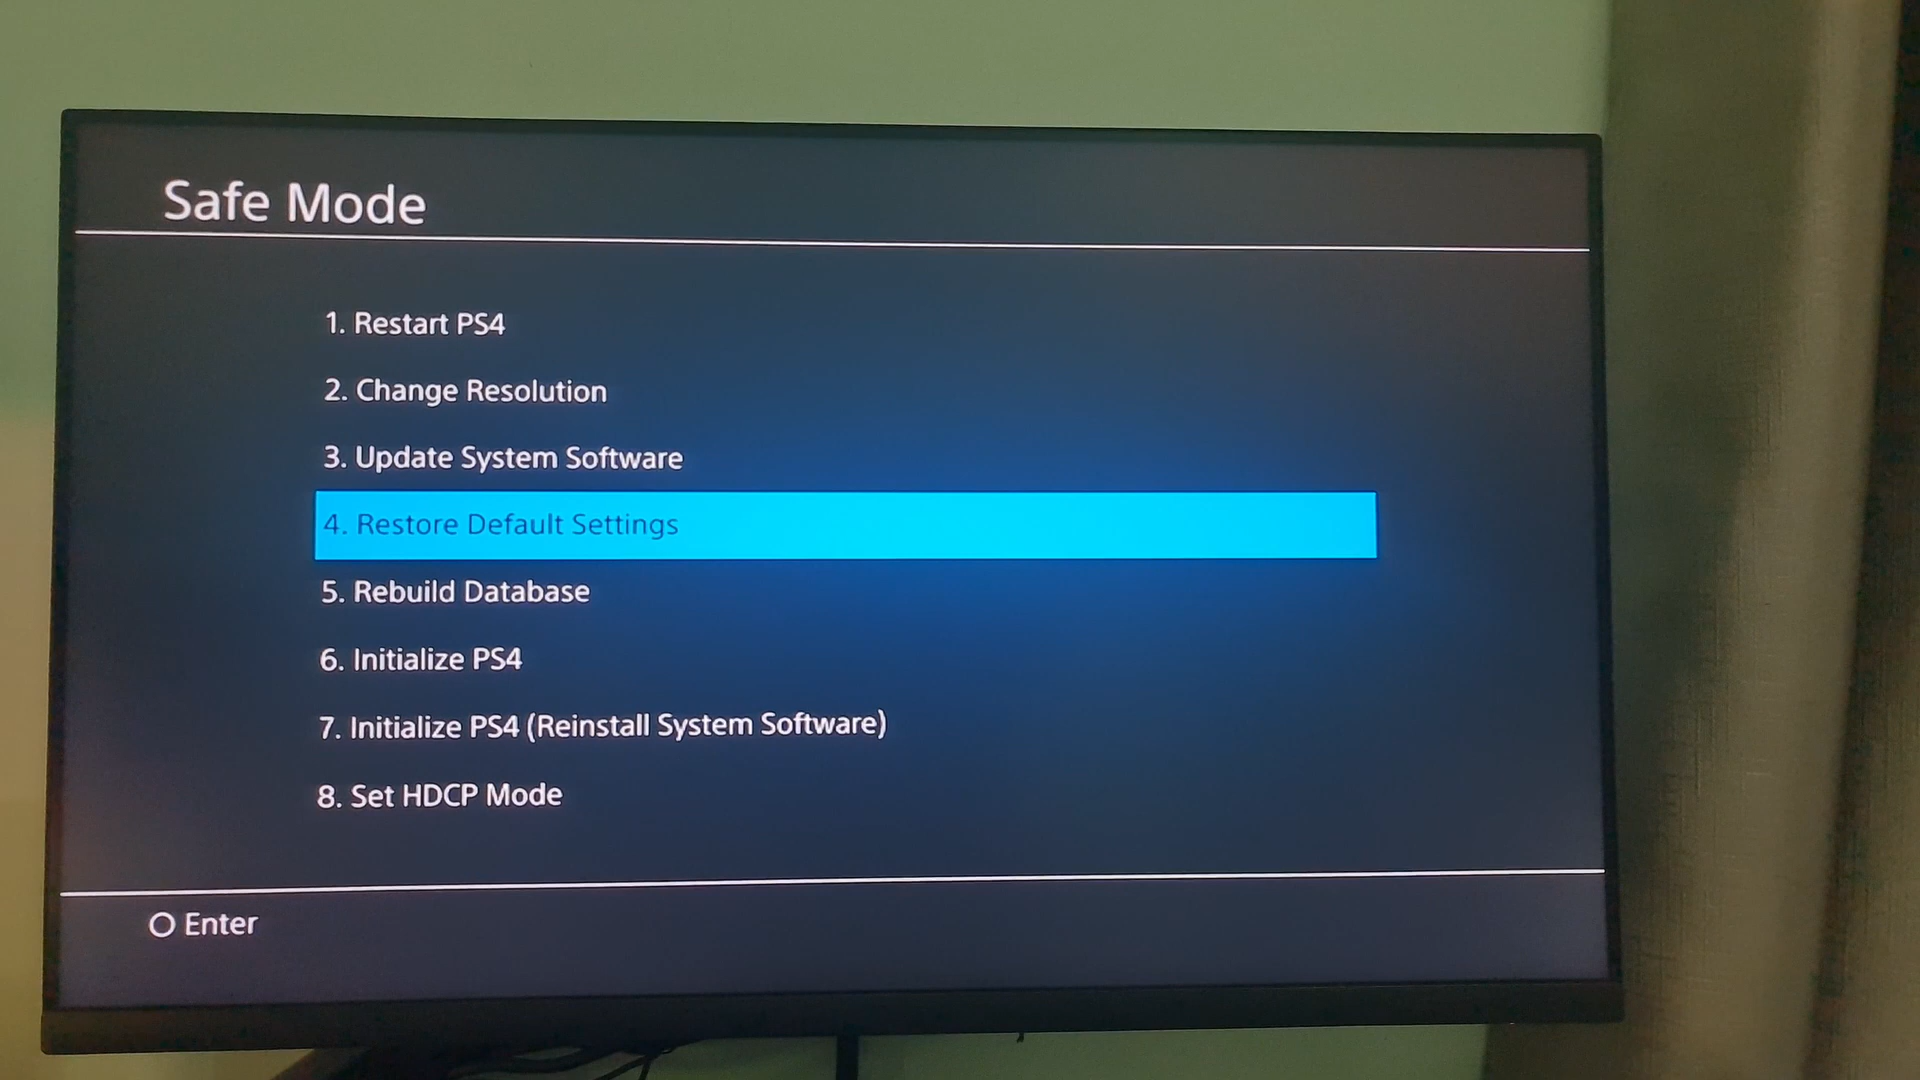 Safe Mode
1. Restart PS4
2. Change Resolution
3. Update System Software
4. Restore Default Settings
5. Rebuild Database
6. Initialize PS4
7. Initialize PS4 (Reinstall System Software)
8. Set HDCP Mode
O Enter